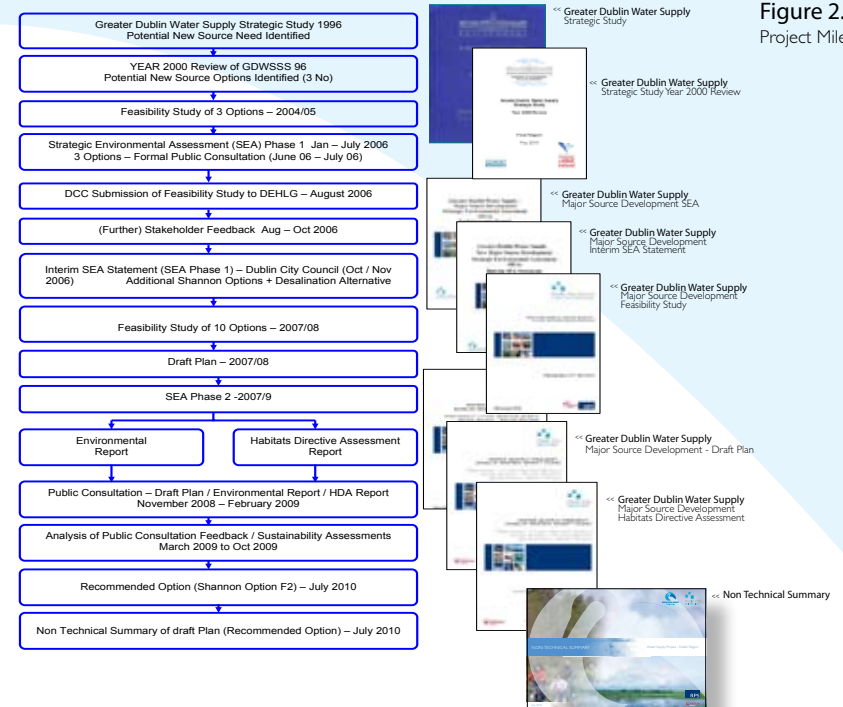 Greater Dublin Water Supply Strategic Study 1996
Potential New Source Need Identified
YEAR 2000 Review of GDWSSS 96
Potential New Source Options Identified (3 No)
Feasibility Study of 3 Options – 2004/05
Strategic Environmental Assessment (SEA) Phase 1 Jan – July 2006
3 Options – Formal Public Consultation (June 06 – July 06)
DCC Submission of Feasibility Study to DEHLG – August 2006
(Further) Stakeholder Feedback Aug – Oct 2006
Interim SEA Statement (SEA Phase 1) – Dublin City Council (Oct / Nov
2006) Additional Shannon Options + Desalination Alternative
Feasibility Study of 10 Options – 2007/08
Draft Plan – 2007/08
SEA Phase 2 -2007/9
Environmental
Report
Habitats Directive Assessment
Report
Public Consultation – Draft Plan / Environmental Report / HDA Report
November 2008 – February 2009
Analysis of Public Consultation Feedback / Sustainability Assessments
March 2009 to Oct 2009
Recommended Option (Shannon Option F2) – July 2010
Non Technical Summary of draft Plan (Recommended Option) – July 2010
<< Greater Dublin Water Supply
Strategic Study
<< Greater Dublin Water Supply
Strategic Study Year 2000 Review
<< Greater Dublin Water Supply
Major Source Development SEA
<< Greater Dublin Water Supply
Major Source Development
Interim SEA Statement
<< Greater Dublin Water Supply
Major Source Development
Feasibility Study
<< Greater Dublin Water Supply
Major Source Development - Draft Plan
<< Greater Dublin Water Supply
Major Source Development
Habitats Directive Assessment
<< Non Technical Summary
NON TECHNICAL SUMMARY
RPS
Figure 2.
Project Mile